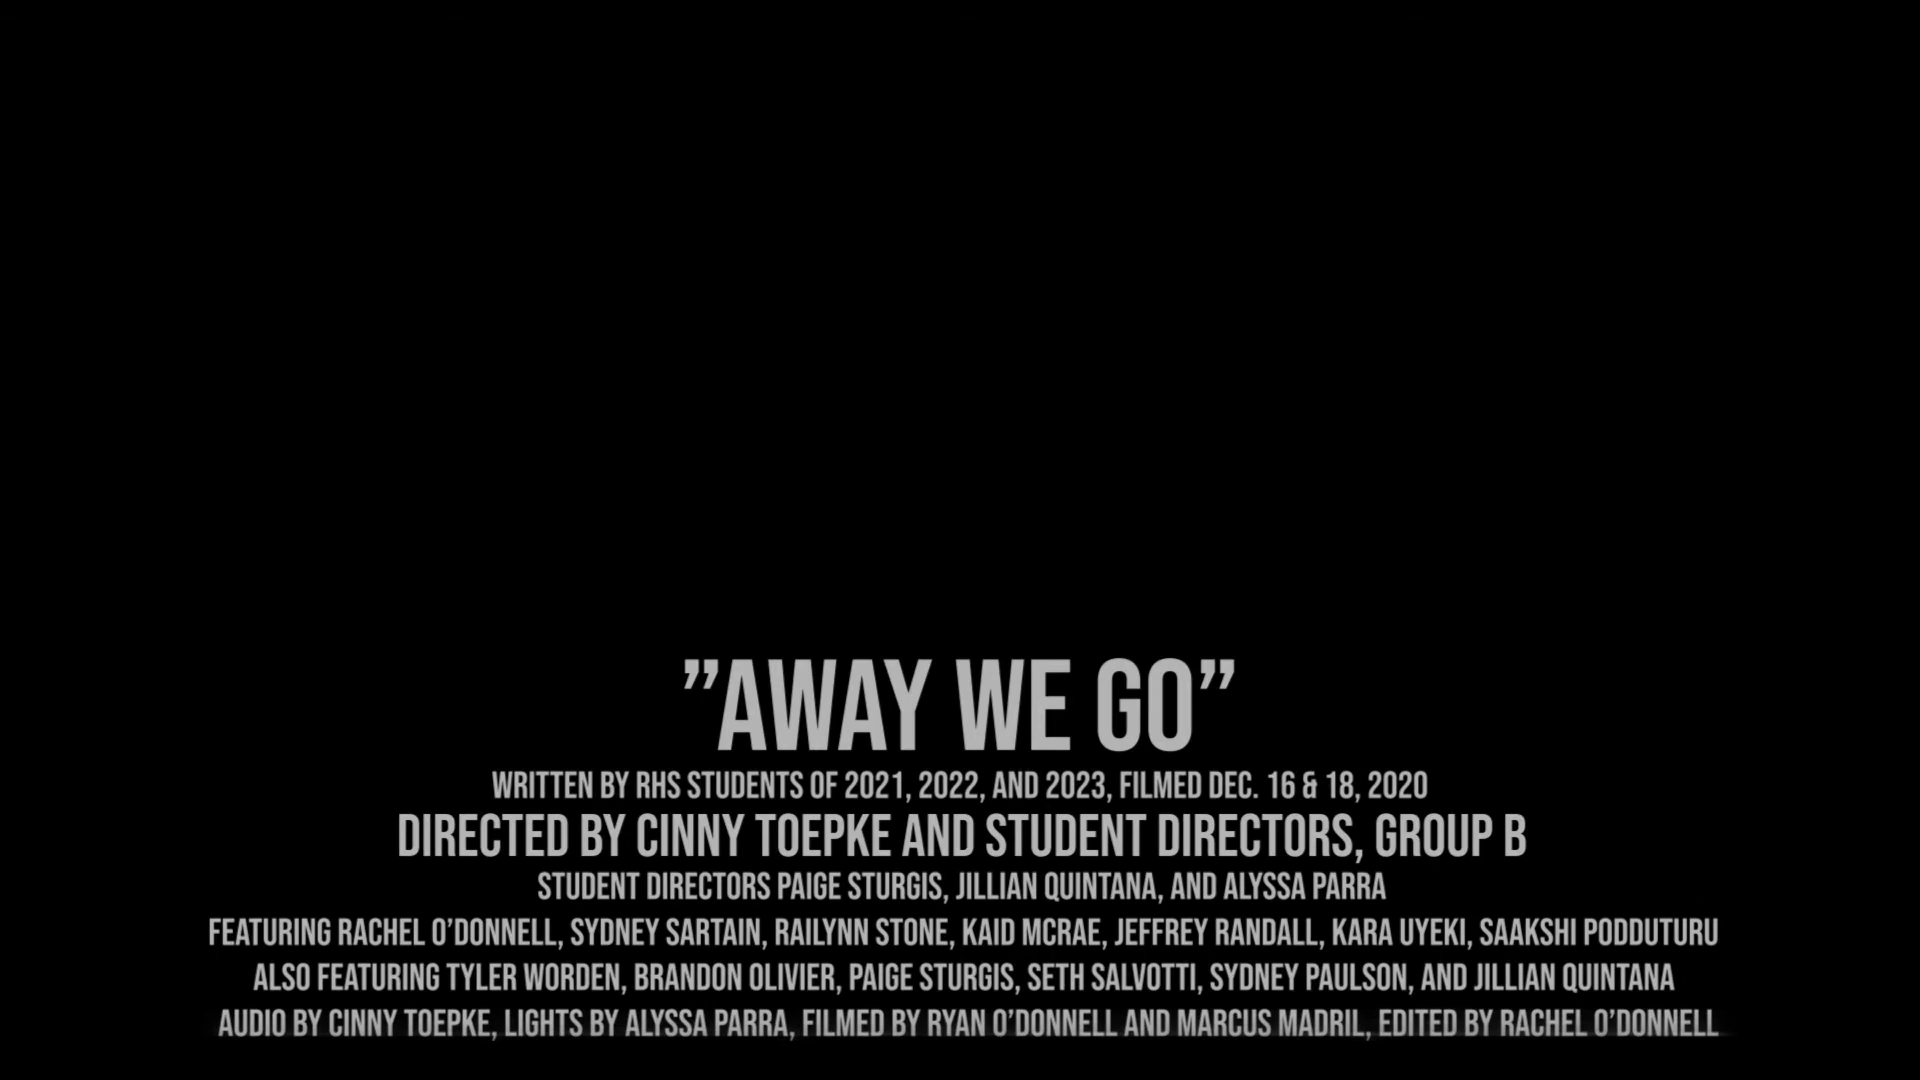 ”AWAY WE GO”
WRITTEN BY RHS STUDENTS OF 2021, 2022, AND 2023, FILMED DEC. 16 & 18, 2020
DIRECTED BY CINNY TOEPKE AND STUDENT DIRECTORS, GROUP B
STUDENT DIRECTORS PAIGE STURGIS, JILLIAN QUINTANA, AND ALYSSA PARRA
FEATURING RACHEL O’DONNELL, SYDNEY SARTAIN, RAILYNN STONE, KAID MCRAE, JEFFREY RANDALL, KARA UYEKI, SAAKSHI PODDUTURU
ALSO FEATURING TYLER WORDEN, BRANDON OLIVIER, PAIGE STURGIS, SETH SALVOTTI, SYDNEY PAULSON, AND JILLIAN QUINTANA
AUDIO BY CINNY TOEPKE, LIGHTS BY ALYSSA PARRA, FILMED BY RYAN O’DONNELL AND MARCUS MADRIL, EDITED BY RACHEL O’DONNELL